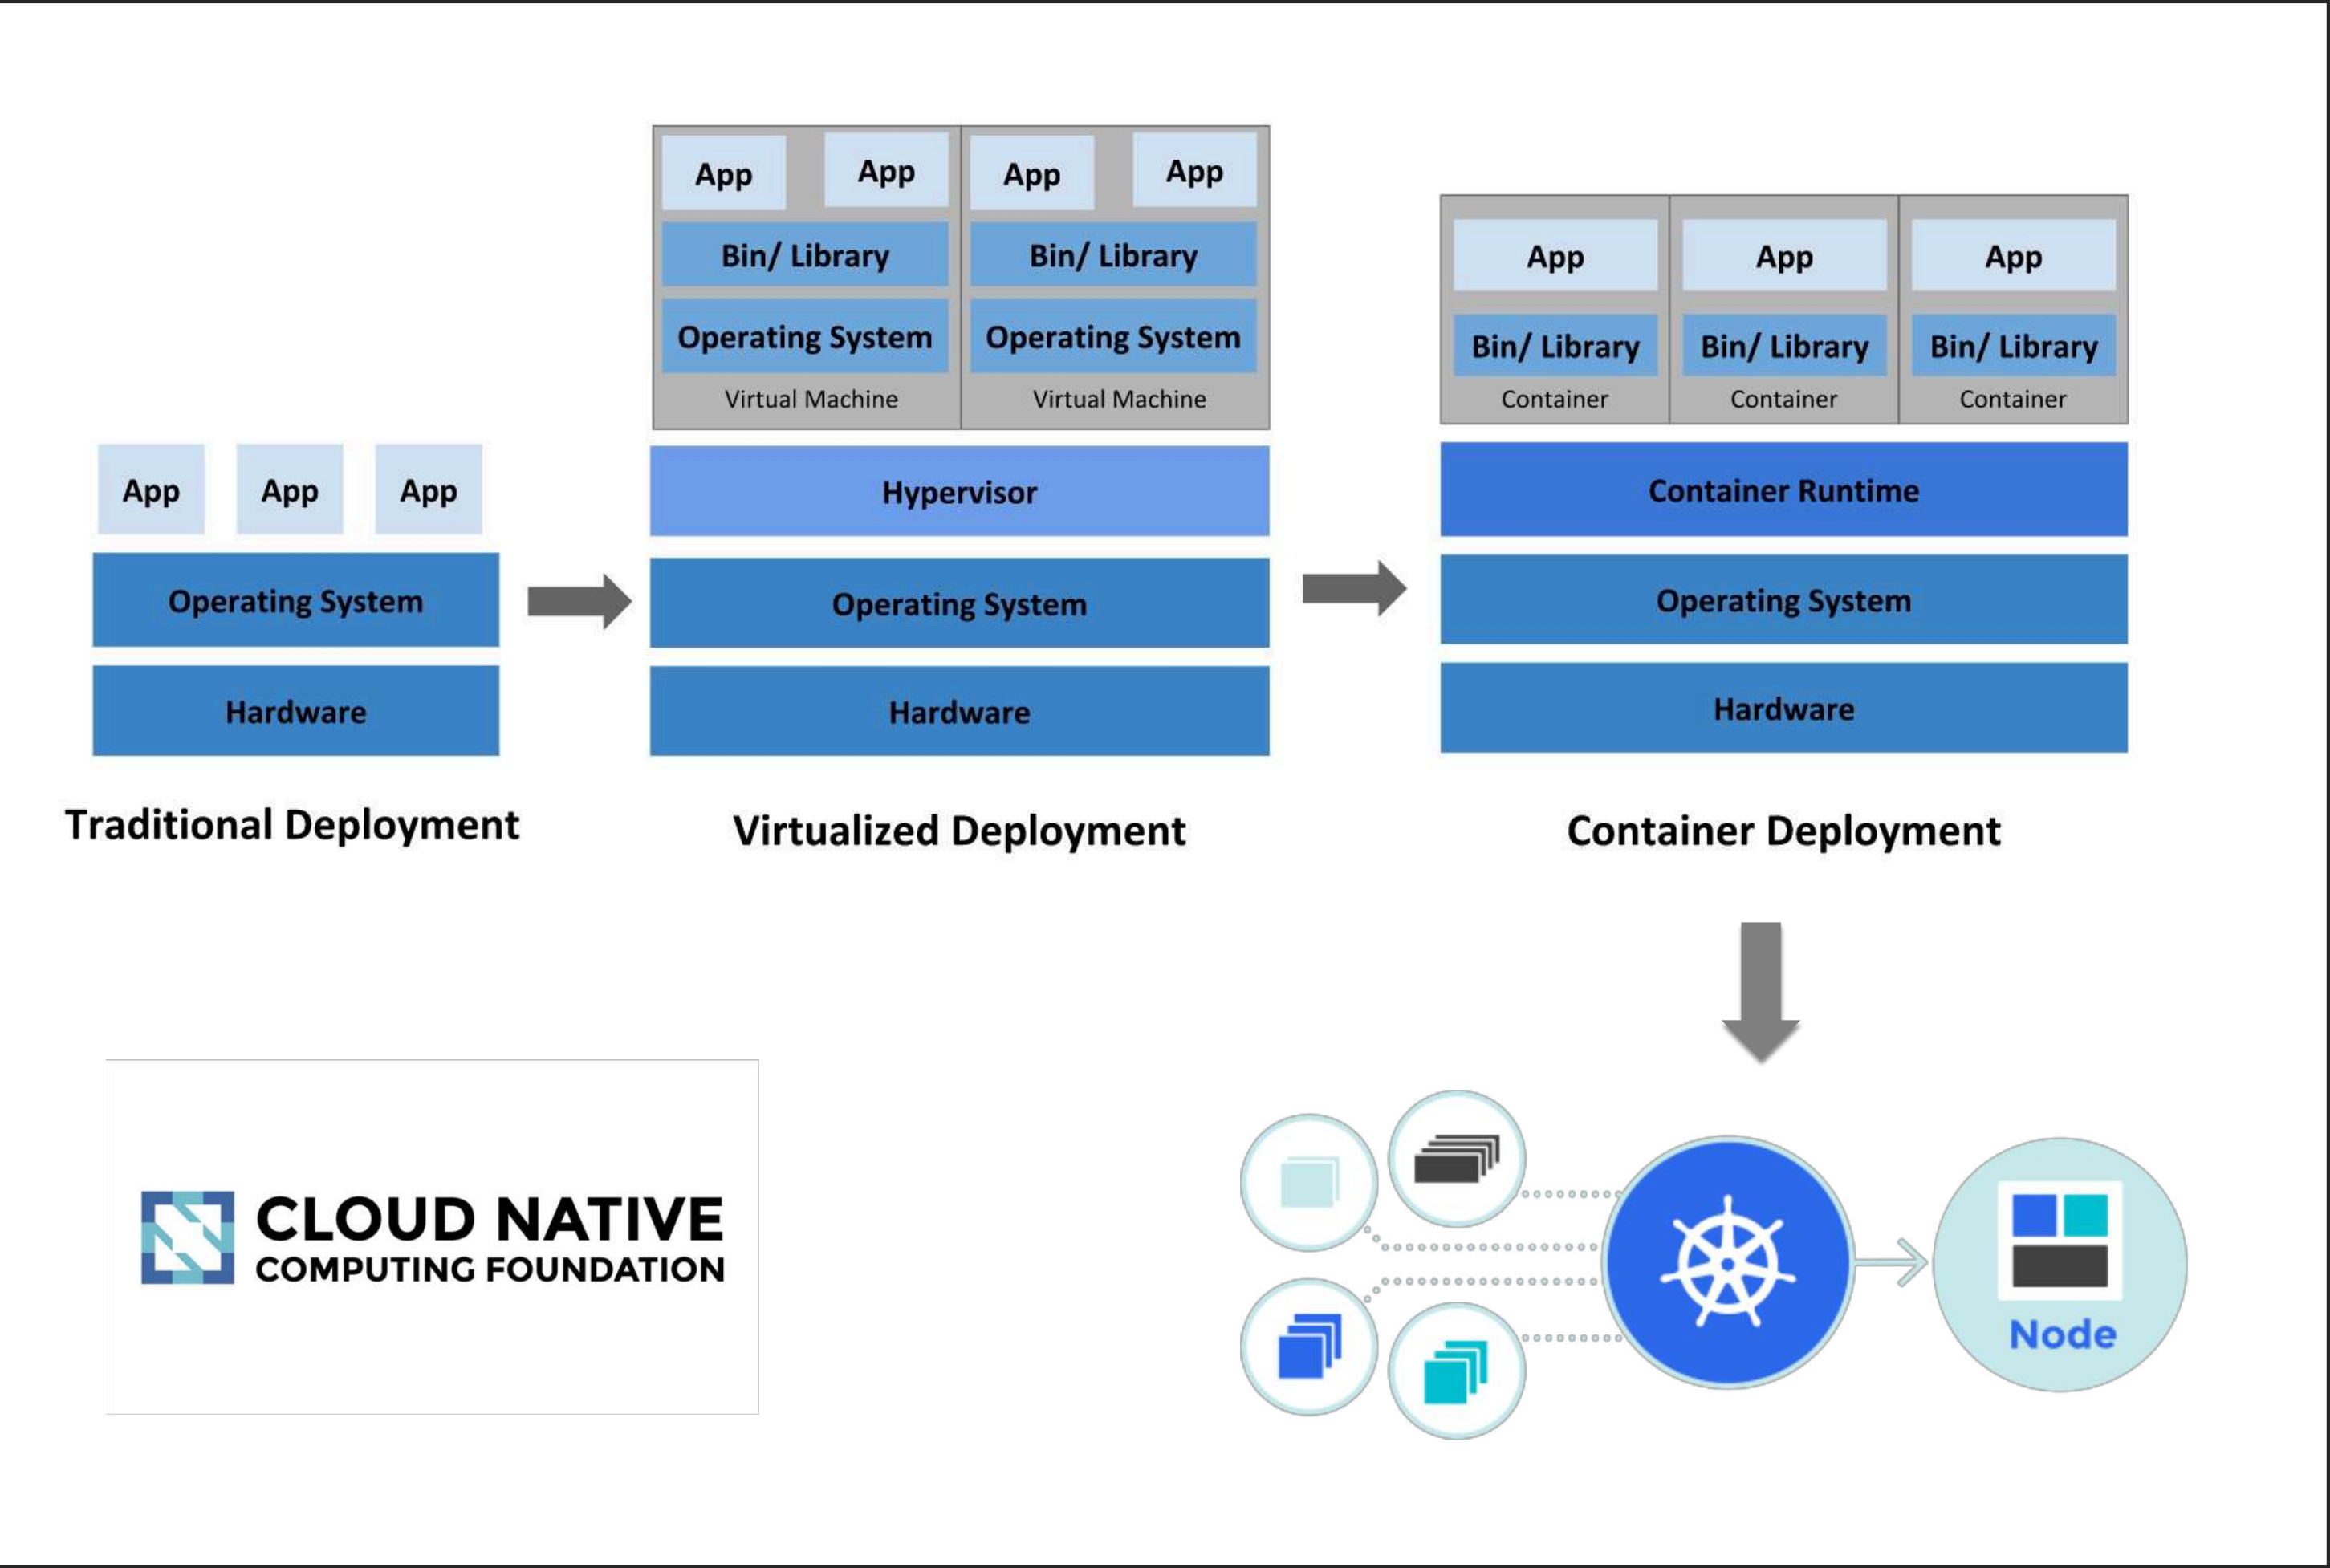 App
App
App
Operating System
Hardware
Traditional Deployment
App
App
App
App
Bin/ Library
Bin/ Library
Operating System
Operating System
Virtual Machine
Virtual Machine
Hypervisor
Operating System
Hardware
Virtualized Deployment
App
App
App
Bin/ Library
Bin/ Library
Bin/ Library
Container
Container
Container
Container Runtime
Operating System
Hardware
Container Deployment
CLOUD NATIVE
COMPUTING FOUNDATION
Node